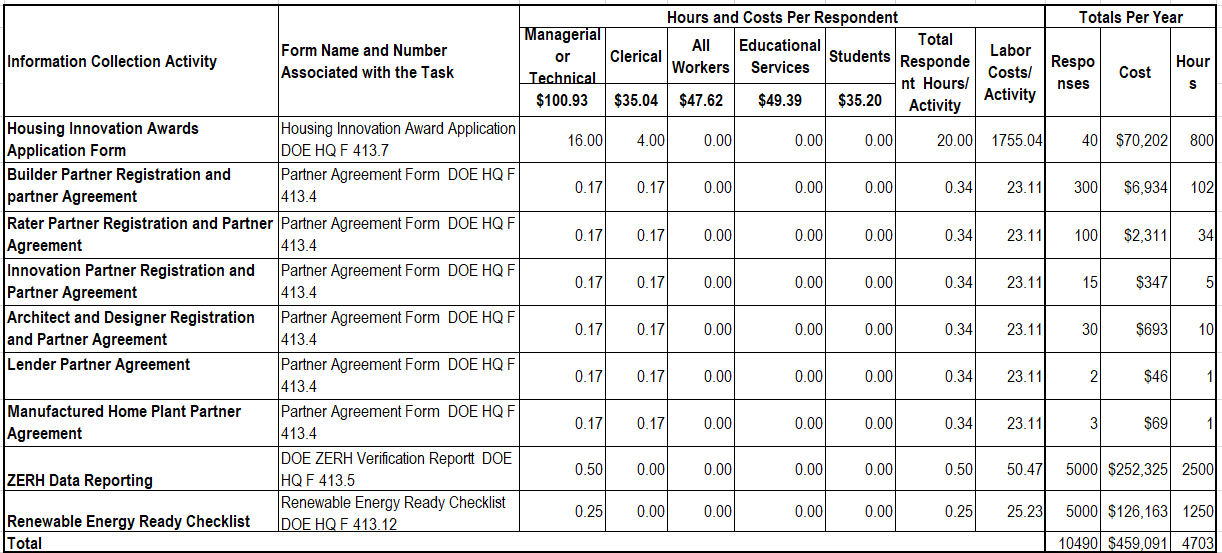 Hours and Costs Per Respondent Totals Per Year
Information Collection Activity
Form Name and Number
Associated with the Task
Managerial
or
Technical
Clerical
All
Workers
Educational
Services
Students
Total
Responde
nt Hours/
Activity
Labor
Costs/
Activity
Respo
nses
Cost
Hour
s
$100.93 $35.04 $47.62 $49.39 $35.20
Housing Innovation Awards
Application Form
Housing Innovation Award Application
DOE HQ F 413.7
16.00 4.00 0.00 0.00 0.00 20.00 1755.04 40 $70,202 800
Builder Partner Registration and
partner Agreement
Partner Agreement Form DOE HQ F
413.4
0.17 0.17 0.00 0.00 0.00 0.34 23.11 300 $6,934 102
Rater Partner Registration and Partner
Agreement
Partner Agreement Form DOE HQ F
413.4
0.17 0.17 0.00 0.00 0.00 0.34 23.11 100 $2,311 34
Innovation Partner Registration and
Partner Agreement
Partner Agreement Form DOE HQ F
413.4
0.17 0.17 0.00 0.00 0.00 0.34 23.11 15 $347 5
Architect and Designer Registration
and Partner Agreement
Partner Agreement Form DOE HQ F
413.4
0.17 0.17 0.00 0.00 0.00 0.34 23.11 30 $693 10
Lender Partner Agreement
Partner Agreement Form DOE HQ F
413.4
0.17 0.17 0.00 0.00 0.00 0.34 23.11 2 $46 1
Manufactured Home Plant Partner
Agreement
Partner Agreement Form DOE HQ F
413.4
0.17 0.17 0.00 0.00 0.00 0.34 23.11 3 $69 1
ZERH Data Reporting
DOE ZERH Verification Reportt DOE
HQ F 413.5
0.50 0.00 0.00 0.00 0.00 0.50 50.47 5000 $252,325 2500
Renewable Energy Ready Checklist
Renewable Energy Ready Checklist
DOE HQ F 413.12
0.25 0.00 0.00 0.00 0.00 0.25 25.23 5000 $126,163 1250
Total 10490 $459,091 4703